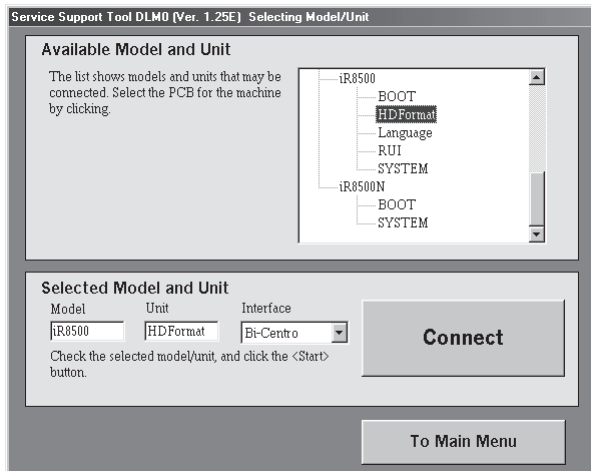 Service Support Tool DLM0 (Ver. 1.25E)  Selecting Model/Unit
Available Model and Unit
The list shows models and units that may be
connected. Select the PCB for the machine
by clicking.
iR8500
BOOT
HDFormat
Language
RUI
SYSTEM
iR8500N
BOOT
SYSTEM
Selected Model and Unit
Model Unit Interface
iR8500 HDFormat Bi-Centro
Check the selected model/unit, and click the <Start>
button.
Connect
To Main Menu